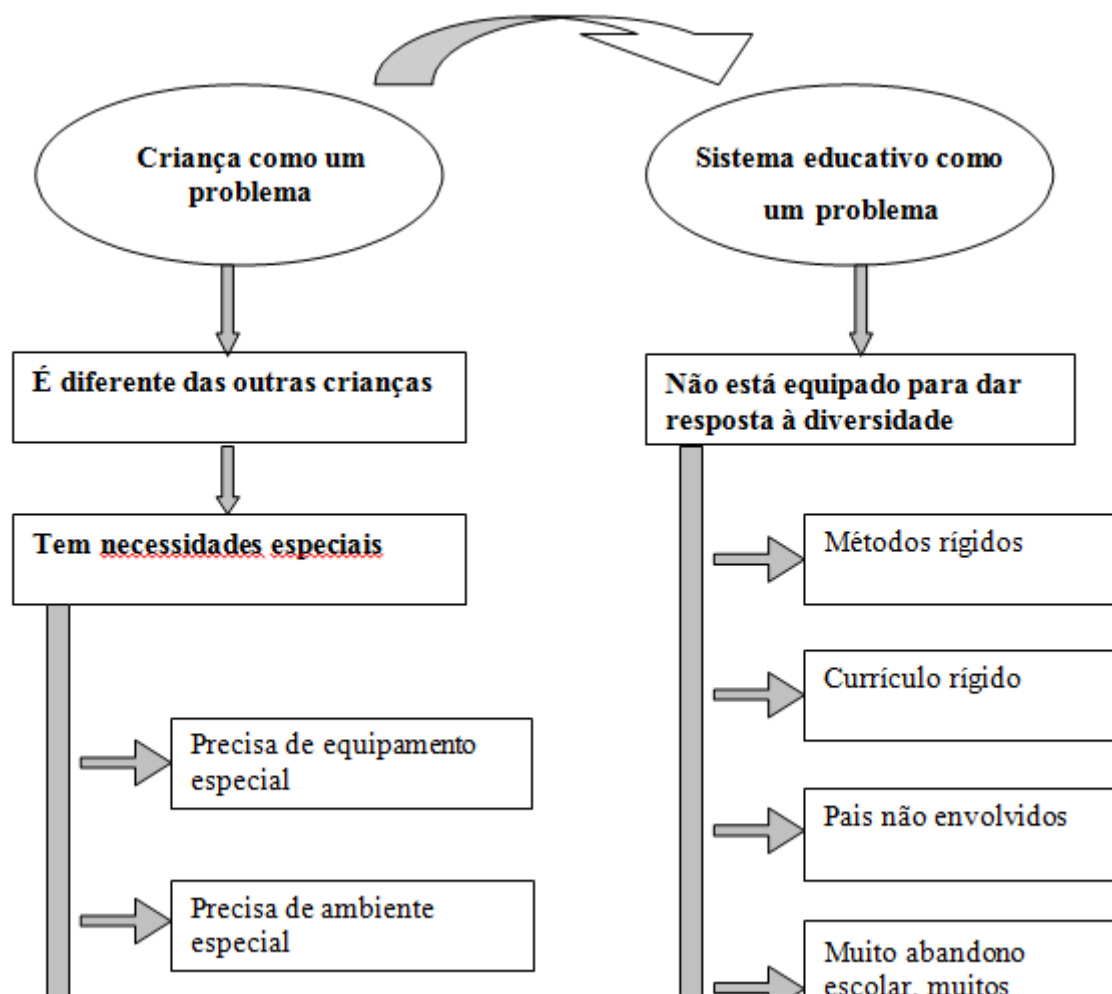 Criança como um
problema
É diferente das outras crianças
Tem necessidades especiais
Precisa de equipamento
especial
Precisa de ambiente
especial
Sistema educativo como
um problema
Não está equipado para dar
resposta à diversidade
Métodos rígidos
Currículo rígido
Pais não envolvidos
Muito abandono
escolar, muitos